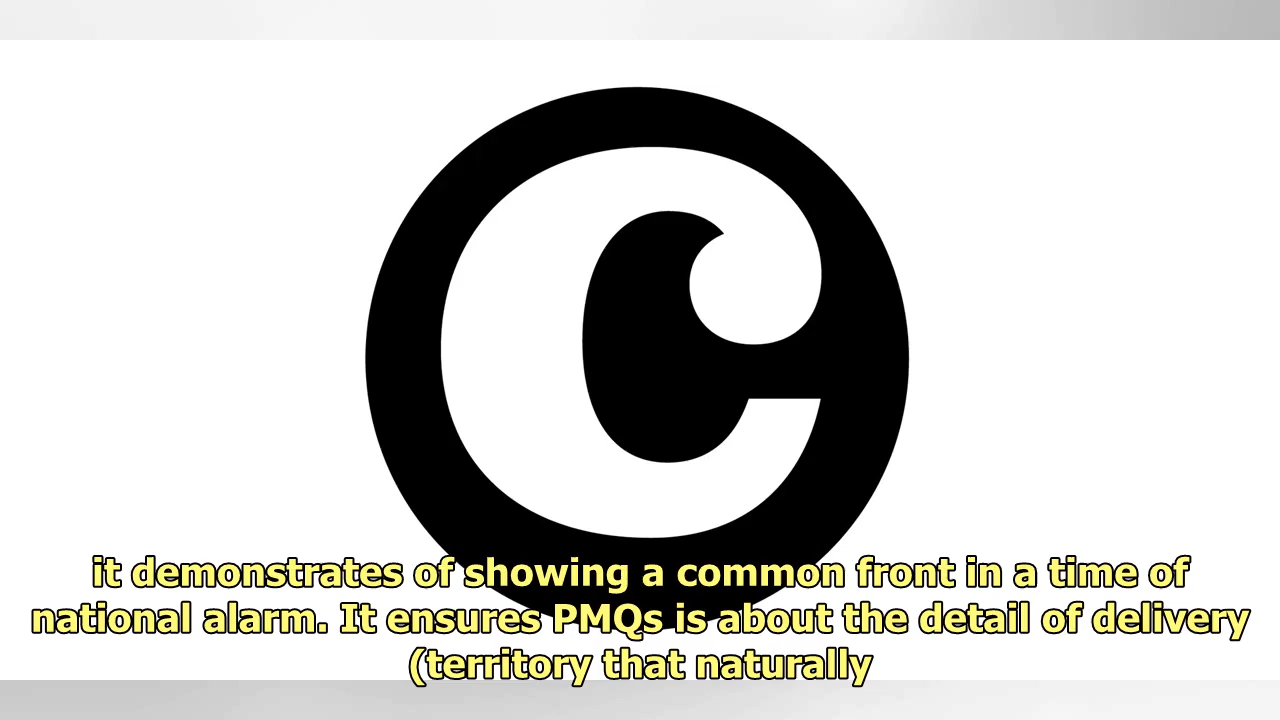 C
it demonstrates of showing a common front in a time of
national alarm. It ensures PMQs is about the detail of delivery
(territory that naturally